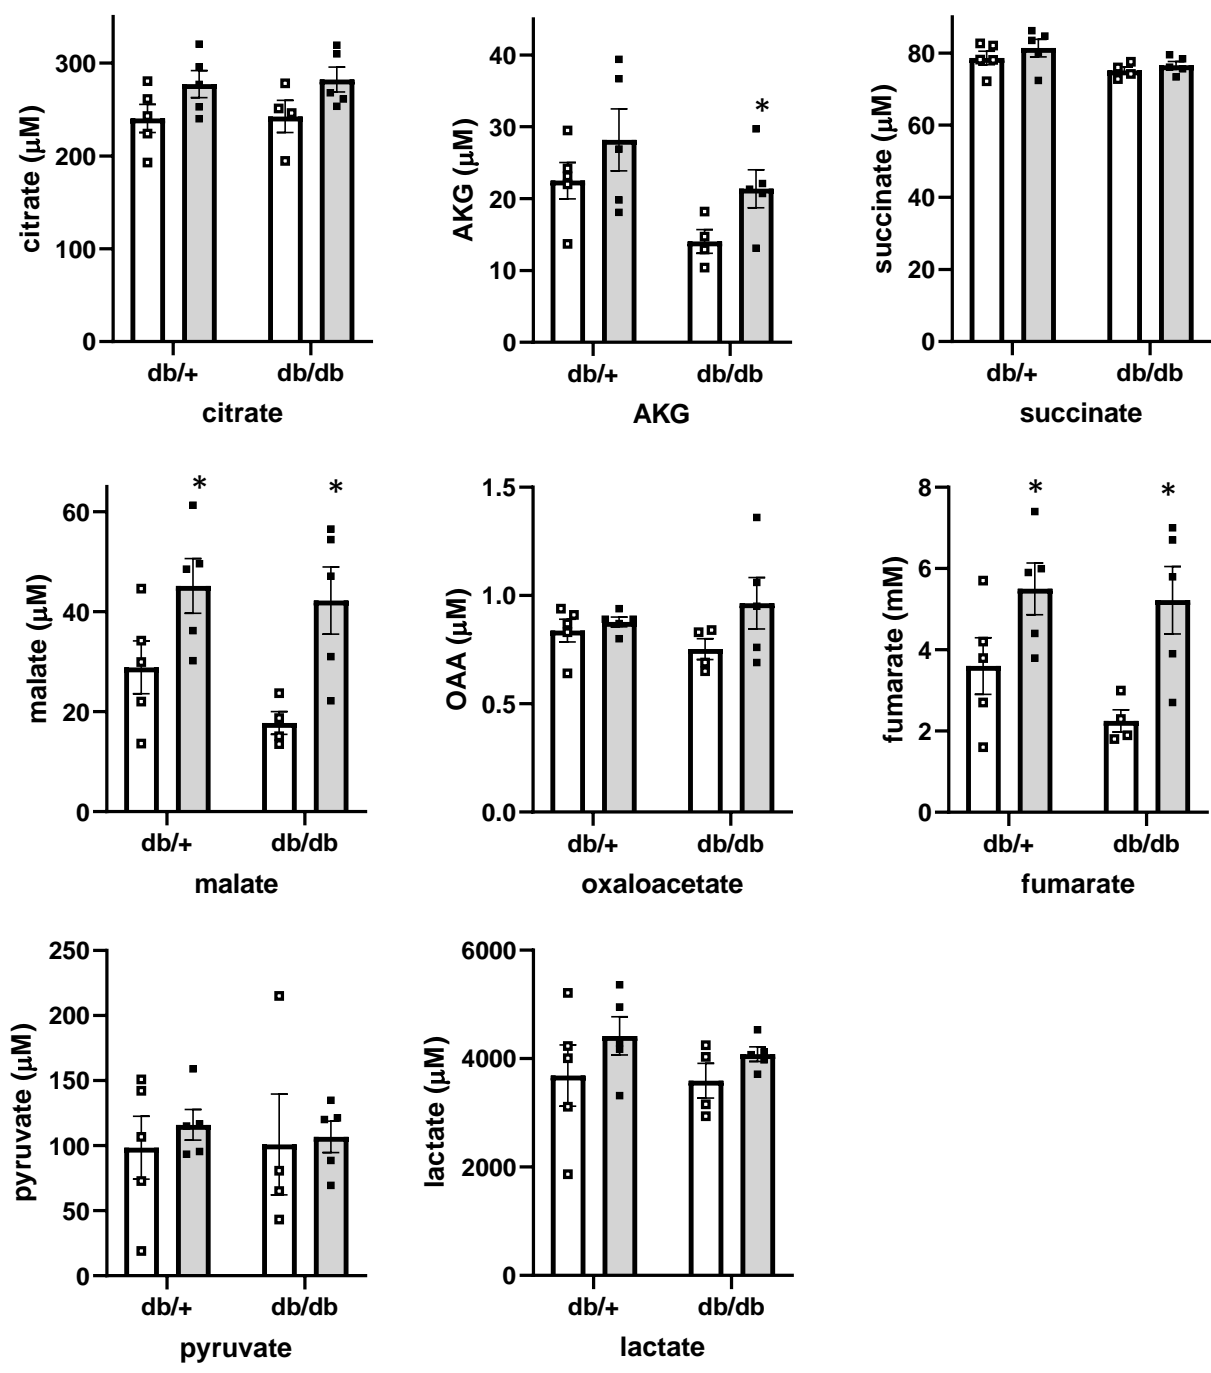 citrate (μM)
300
200
100
0
db/+ db/db
citrate
AKG (μM)
40
30
20
10
0
*
db/+ db/db
AKG
succinate (μM)
80
60
40
20
0
db/+ db/db
succinate
malate (μM)
60
40
20
0
* *
db/+ db/db
malate
OAA (μM)
1.5
1.0
0.5
0.0
db/+ db/db
oxaloacetate
fumarate (mM)
8
6
4
2
0
* *
db/+ db/db
fumarate
pyruvate (μM)
250
200
150
100
50
0
db/+ db/db
pyruvate
lactate (μM)
6000
4000
2000
0
db/+ db/db
lactate